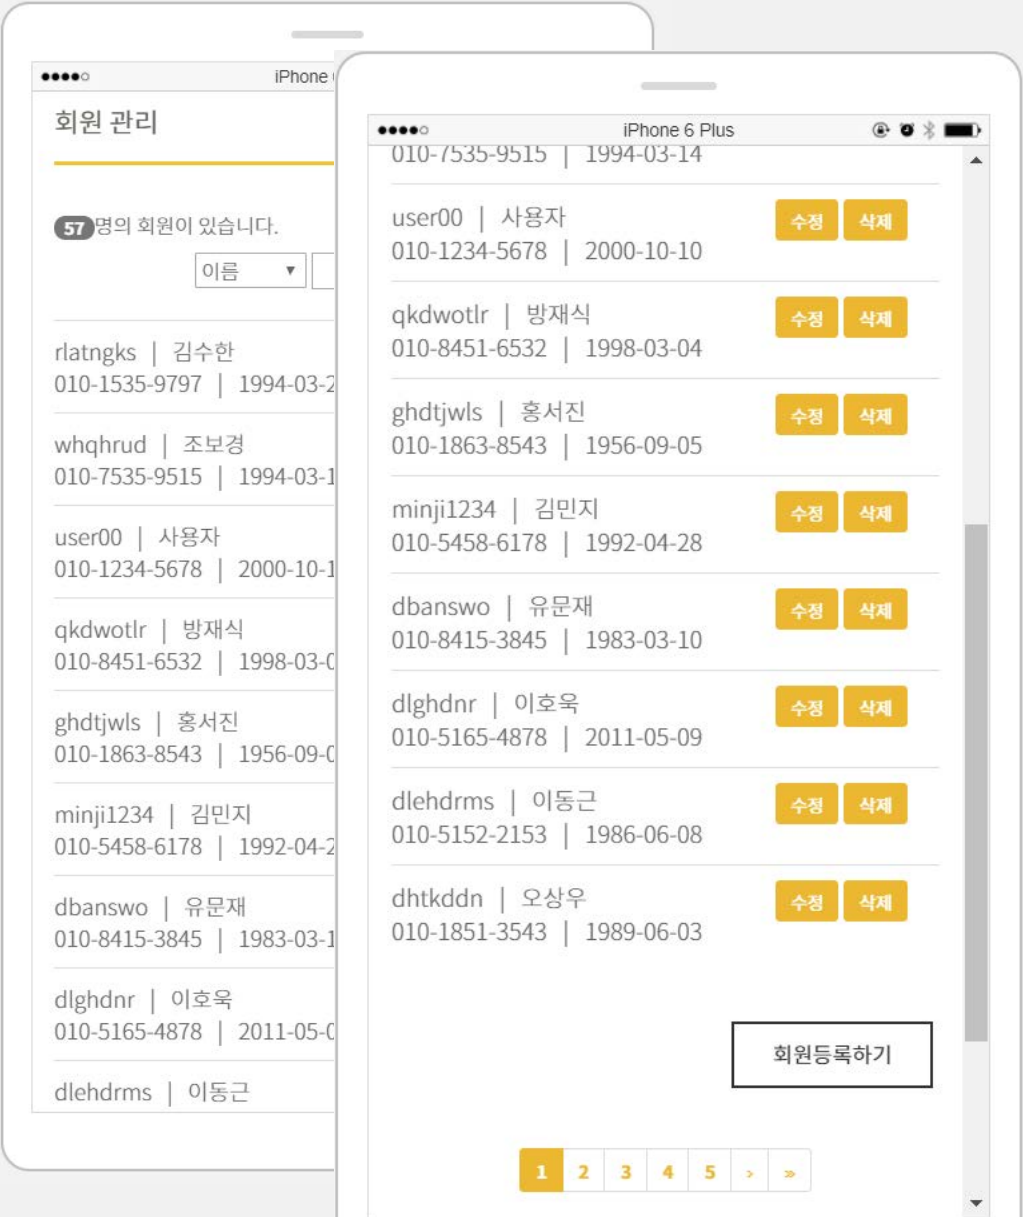 iPhone
회원 관리
57명의 회원이 있습니다.
이름
rlatngks | 김수한
010-1535-9797 | 1994-03-2
whqhrud | 조보경
010-7535-9515 | 1994-03-1
user00 | 사용자
010-1234-5678 | 2000-10-1
qkdwotlr | 방재식
010-8451-6532 | 1998-03-0
ghdtjwls | 홍서진
010-1863-8543 | 1956-09-0
minji1234 | 김민지
010-5458-6178 | 1992-04-2
dbanswo | 유문재
010-8415-3845 | 1983-03-1
dlghdnr | 이호욱
010-5165-4878 | 2011-05-0
dlehdrms | 이동근
iPhone 6 Plus
010-7535-9515 | 1994-03-14
user00 | 사용자 수정 삭제
010-1234-5678 | 2000-10-10
qkdwotlr | 방재식 수정 삭제
010-8451-6532 | 1998-03-04
ghdtjwls | 홍서진 수정 삭제
010-1863-8543 | 1956-09-05
minji1234 | 김민지 수정 삭제
010-5458-6178 | 1992-04-28
dbanswo | 유문재 수정 삭제
010-8415-3845 | 1983-03-10
dlghdnr | 이호욱 수정 삭제
010-5165-4878 | 2011-05-09
dlehdrms | 이동근 수정 삭제
010-5152-2153 | 1986-06-08
dhtkddn | 오상우 수정 삭제
010-1851-3543 | 1989-06-03
회원등록하기
1 2 3 4 5 › »